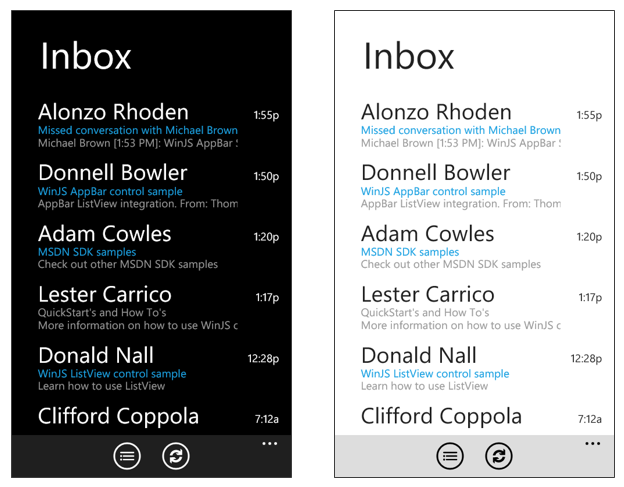 Inbox
Alonzo Rhoden 1:55p
Missed conversation with Michael Brown
Michael Brown [1:53 PM]: WinJS AppBar
Donnell Bowler 1:50p
WinJS AppBar control sample
AppBar ListView integration. From: Thom
Adam Cowles 1:20p
MSDN SDK samples
Check out other MSDN SDK samples
Lester Carrico 1:17p
QuickStart's and How To's
More information on how to use WinJS
Donald Nall 12:28p
WinJS ListView control sample
Learn how to use ListView
Clifford Coppola 7:12a
Inbox
Alonzo Rhoden 1:55p
Missed conversation with Michael Brown
Michael Brown [1:53 PM]: WinJS AppBar
Donnell Bowler 1:50p
WinJS AppBar control sample
AppBar ListView integration. From: Thom
Adam Cowles 1:20p
MSDN SDK samples
Check out other MSDN SDK samples
Lester Carrico 1:17p
QuickStart's and How To's
More information on how to use WinJS
Donald Nall 12:28p
WinJS ListView control sample
Learn how to use ListView
Clifford Coppola 7:12a